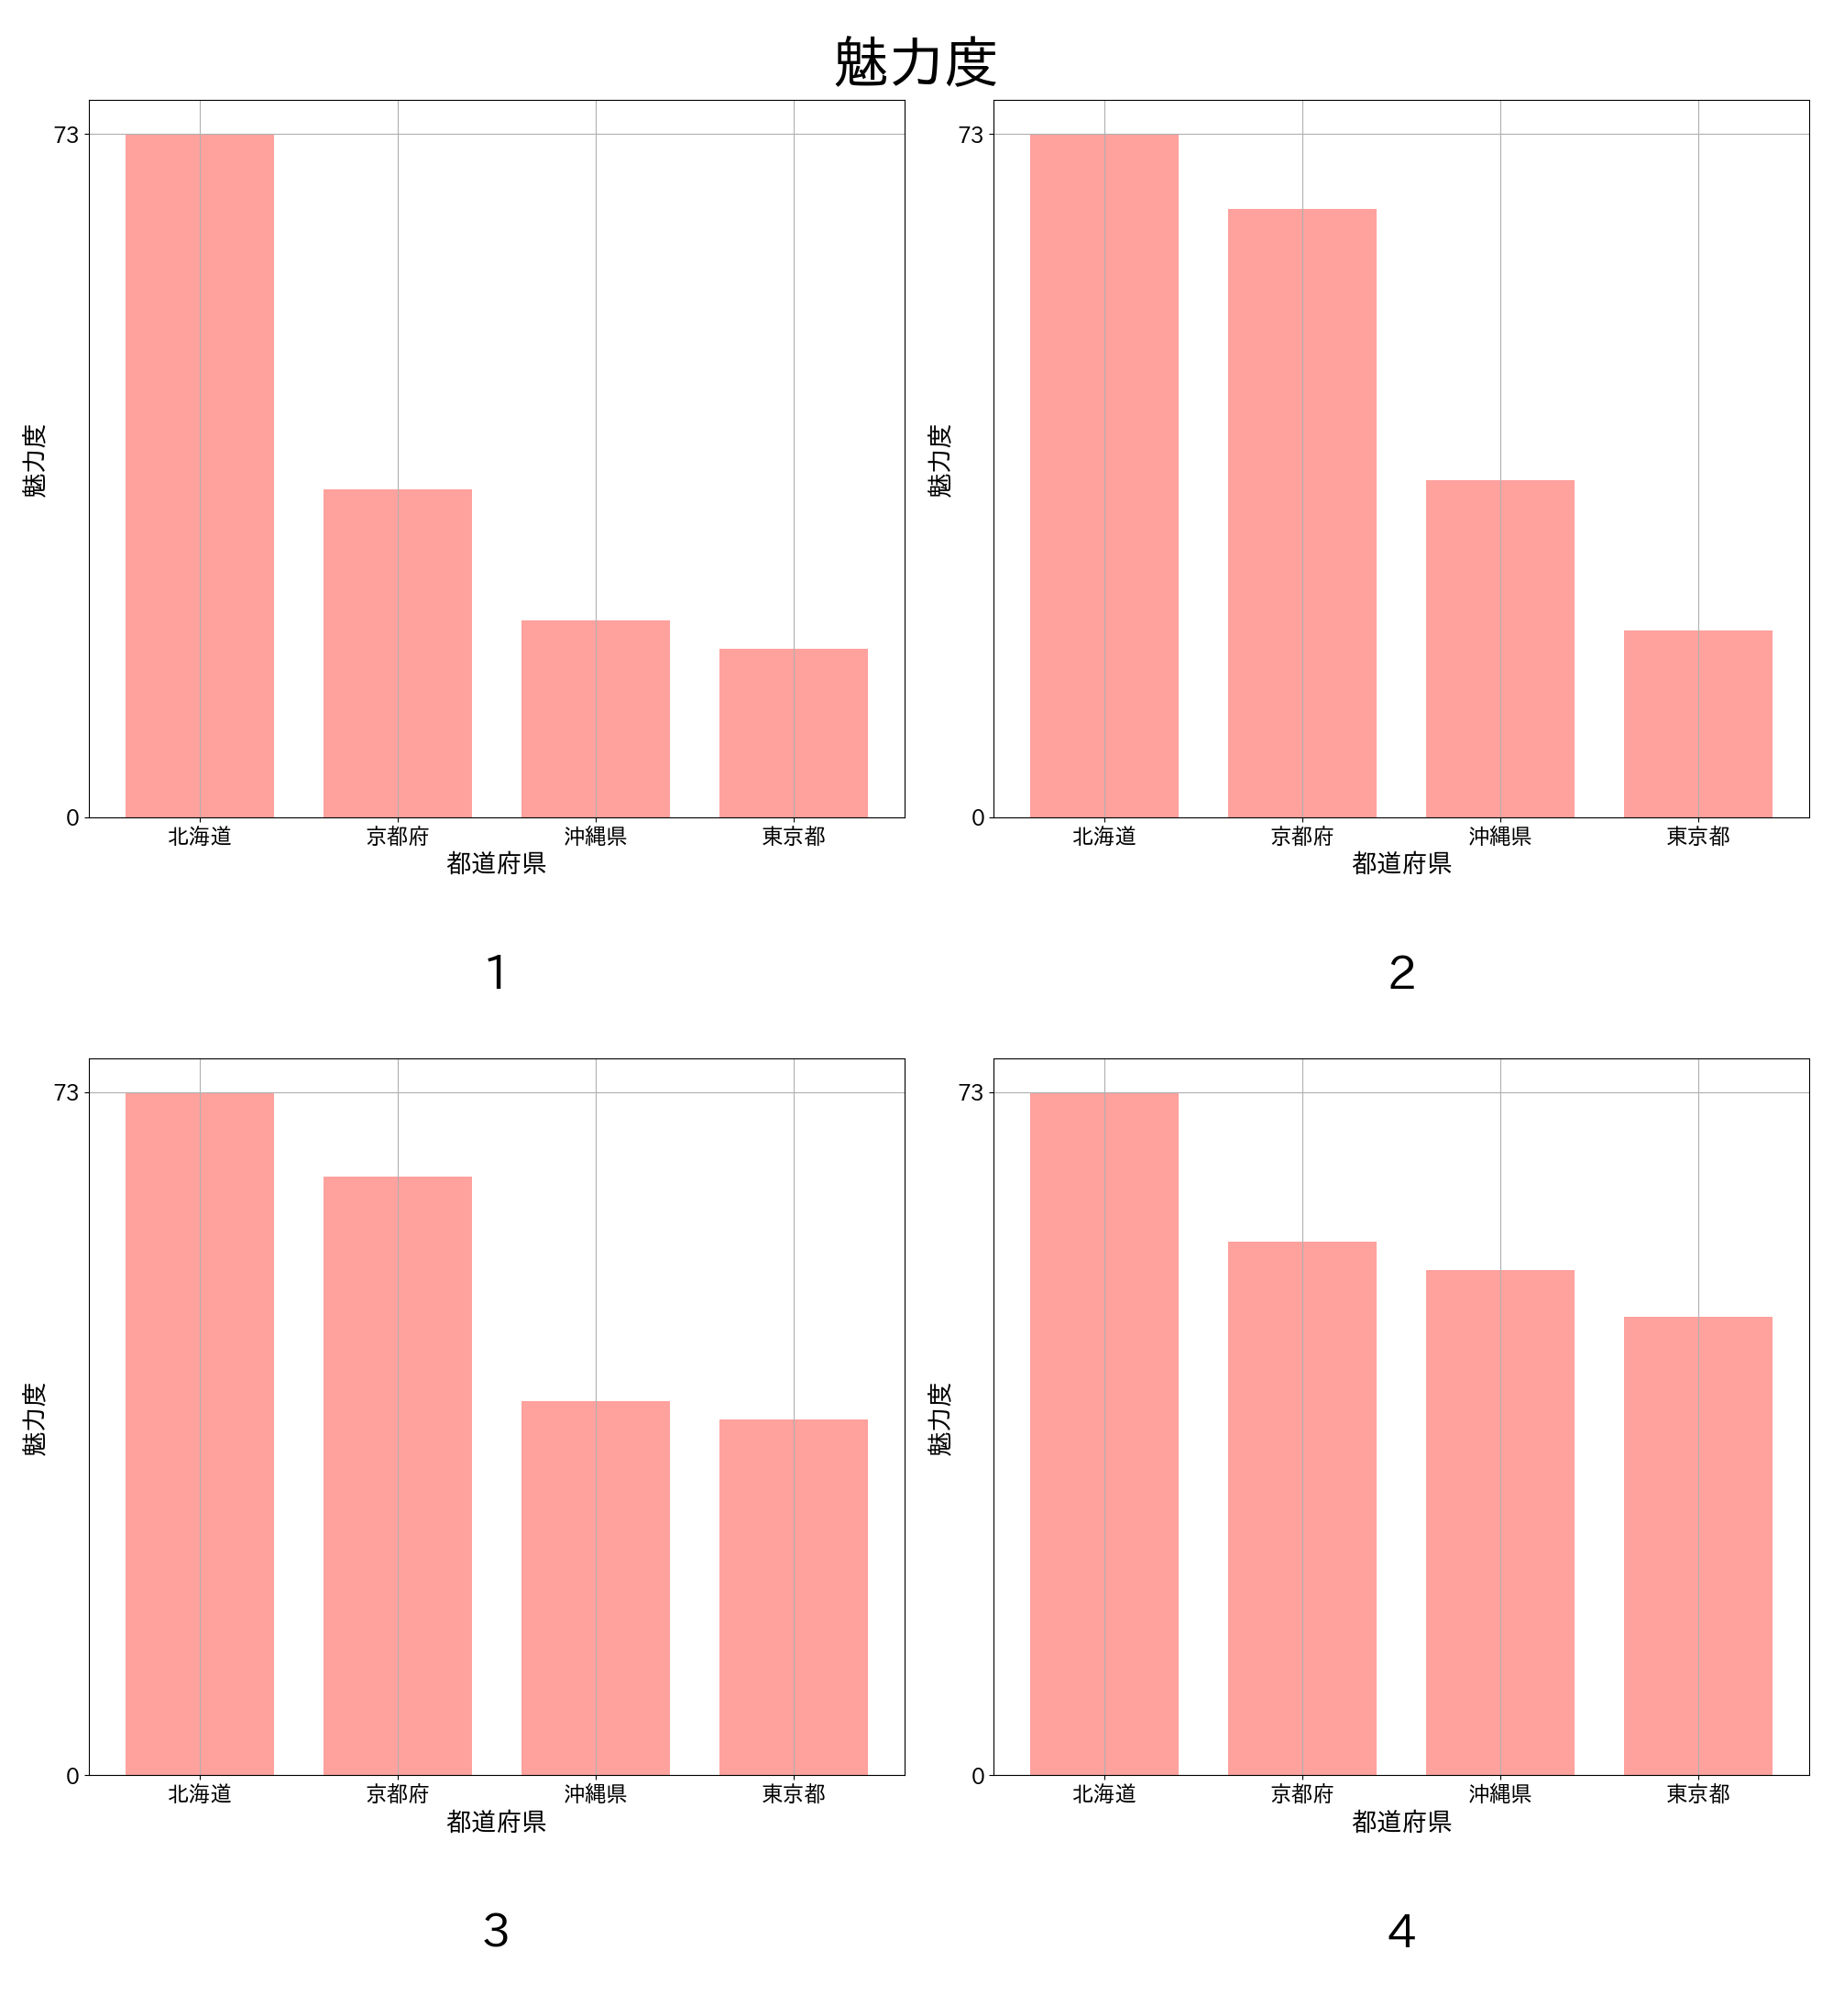 魅力度
73
0
魅力度
北海道 京都府 沖縄県 東京都
都道府県
1
73
0
魅力度
北海道 京都府 沖縄県 東京都
都道府県
2
73
0
魅力度
北海道 京都府 沖縄県 東京都
都道府県
3
73
0
魅力度
北海道 京都府 沖縄県 東京都
都道府県
4